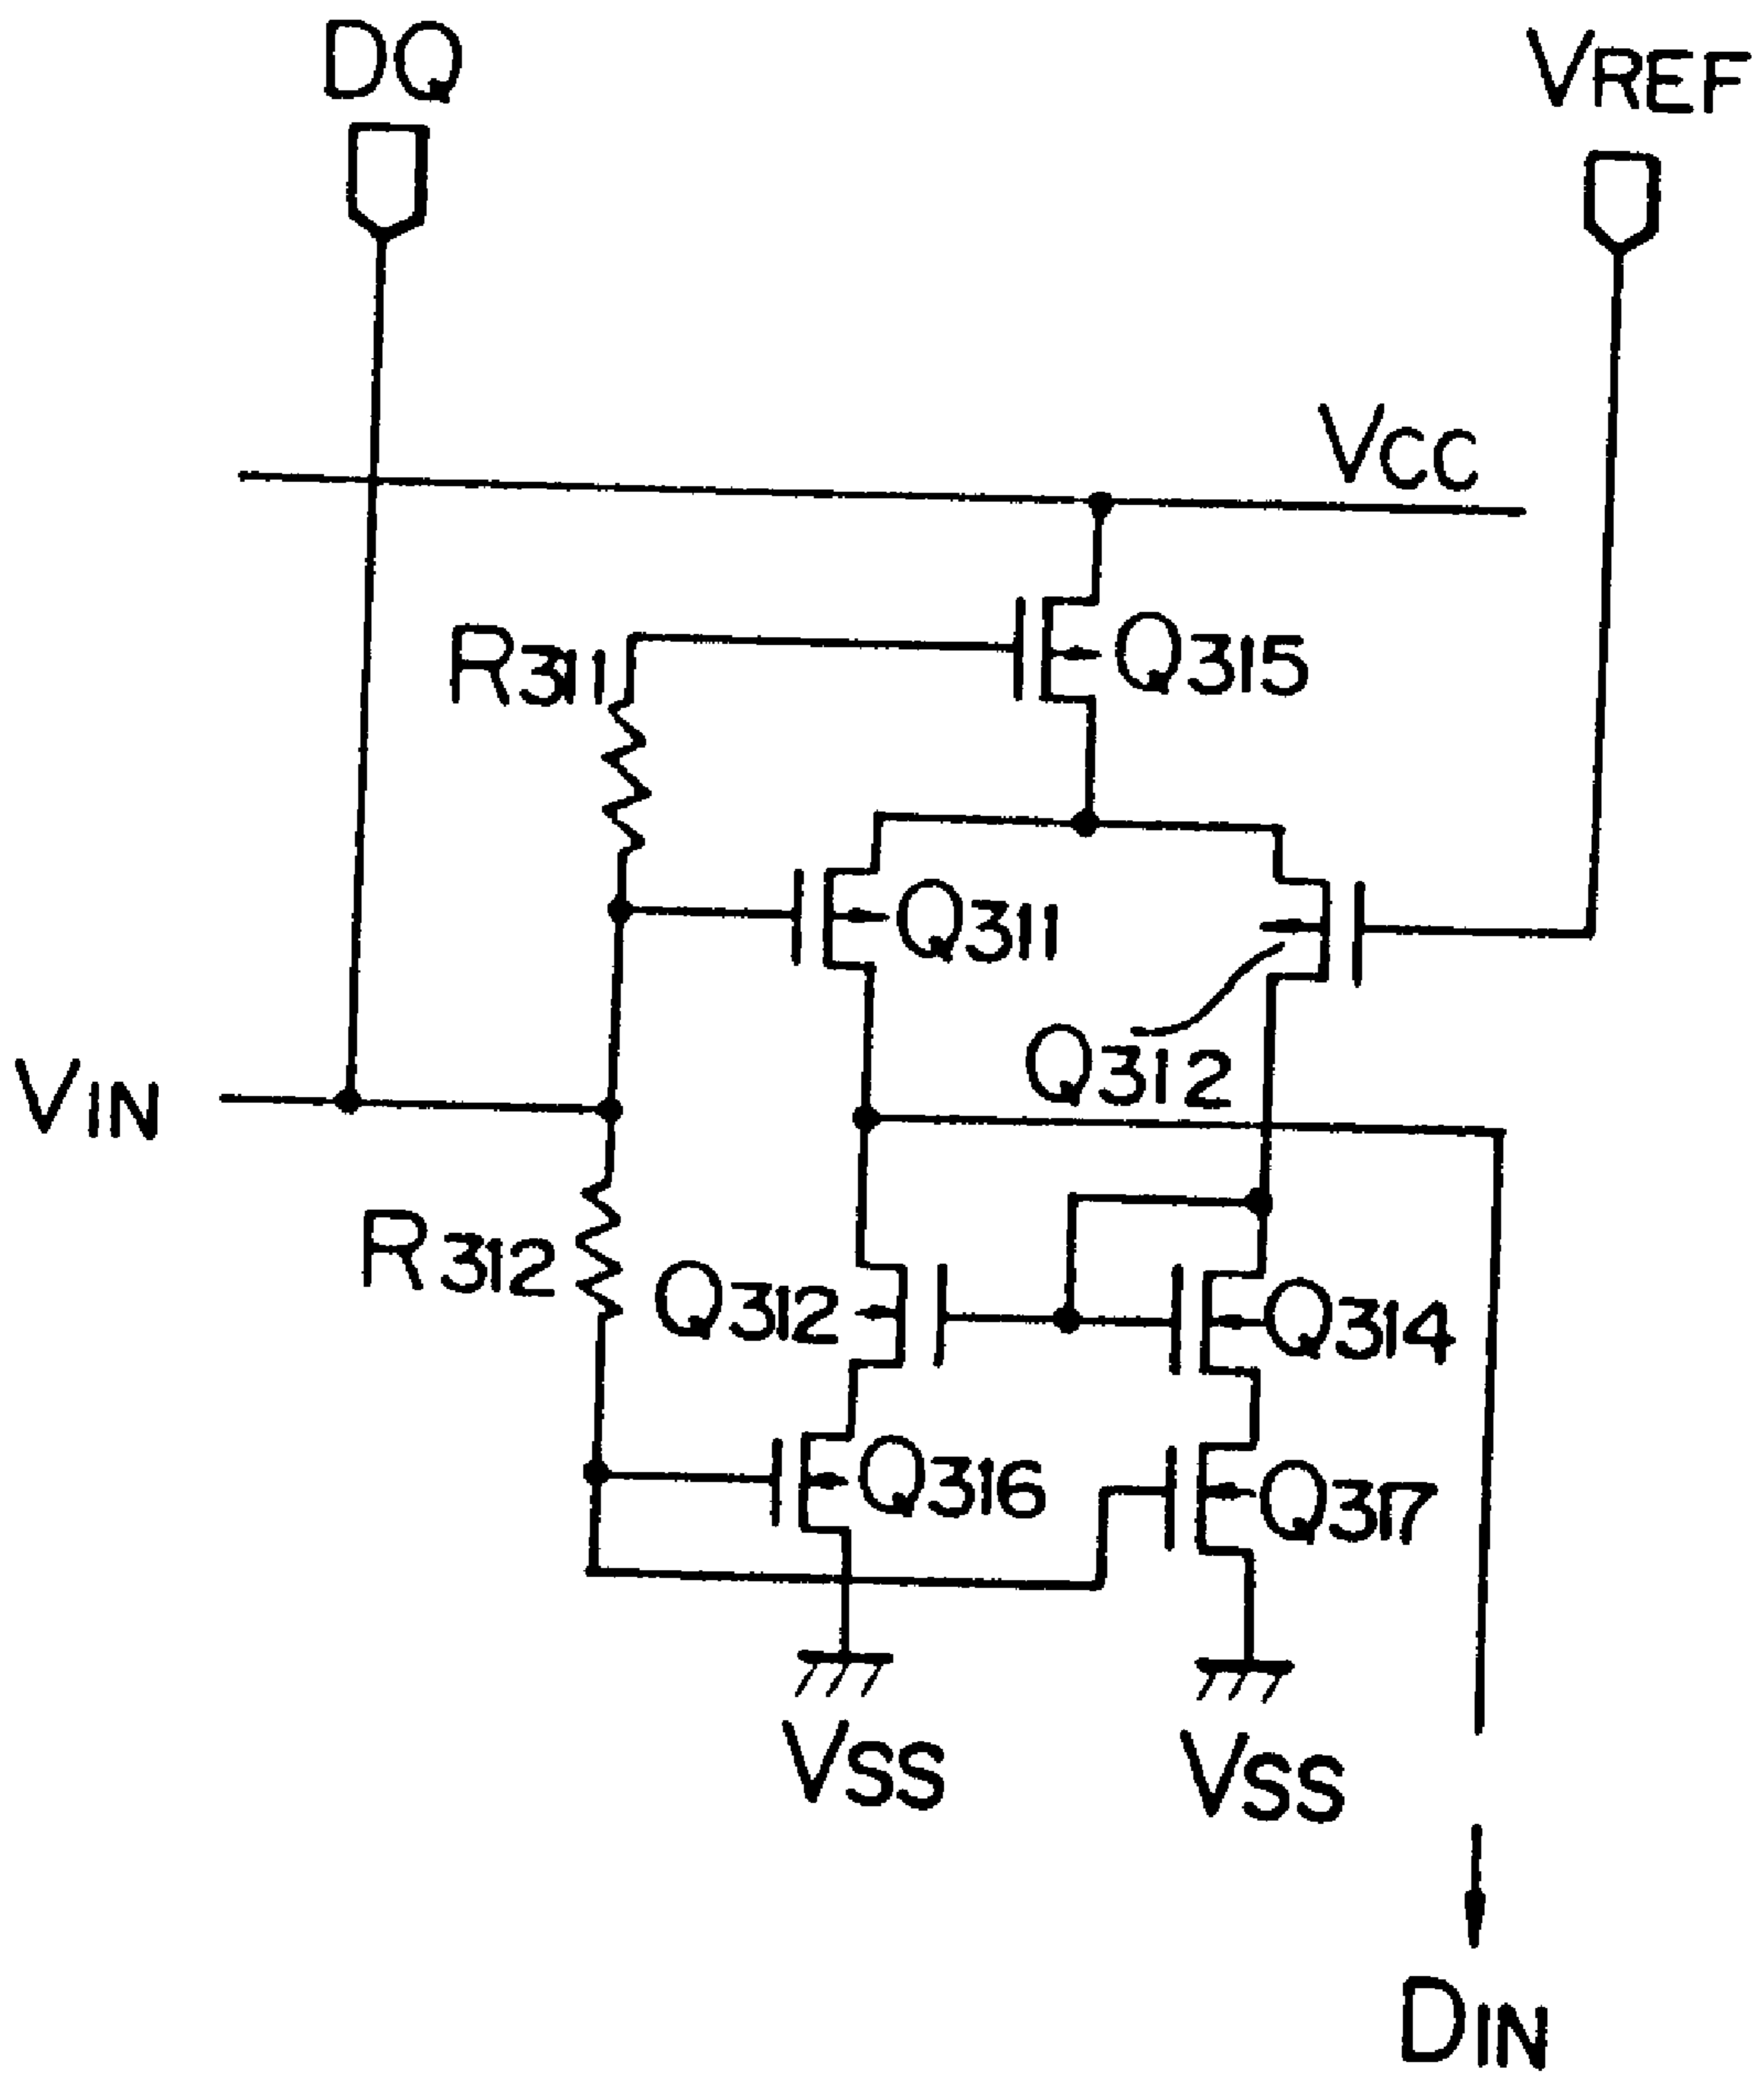 DQ
VREF
VCC
R311
Q315
Q311
Q312
VIN
R312
Q312
Q314
Q316
Q317
VSS
VSS
DIN